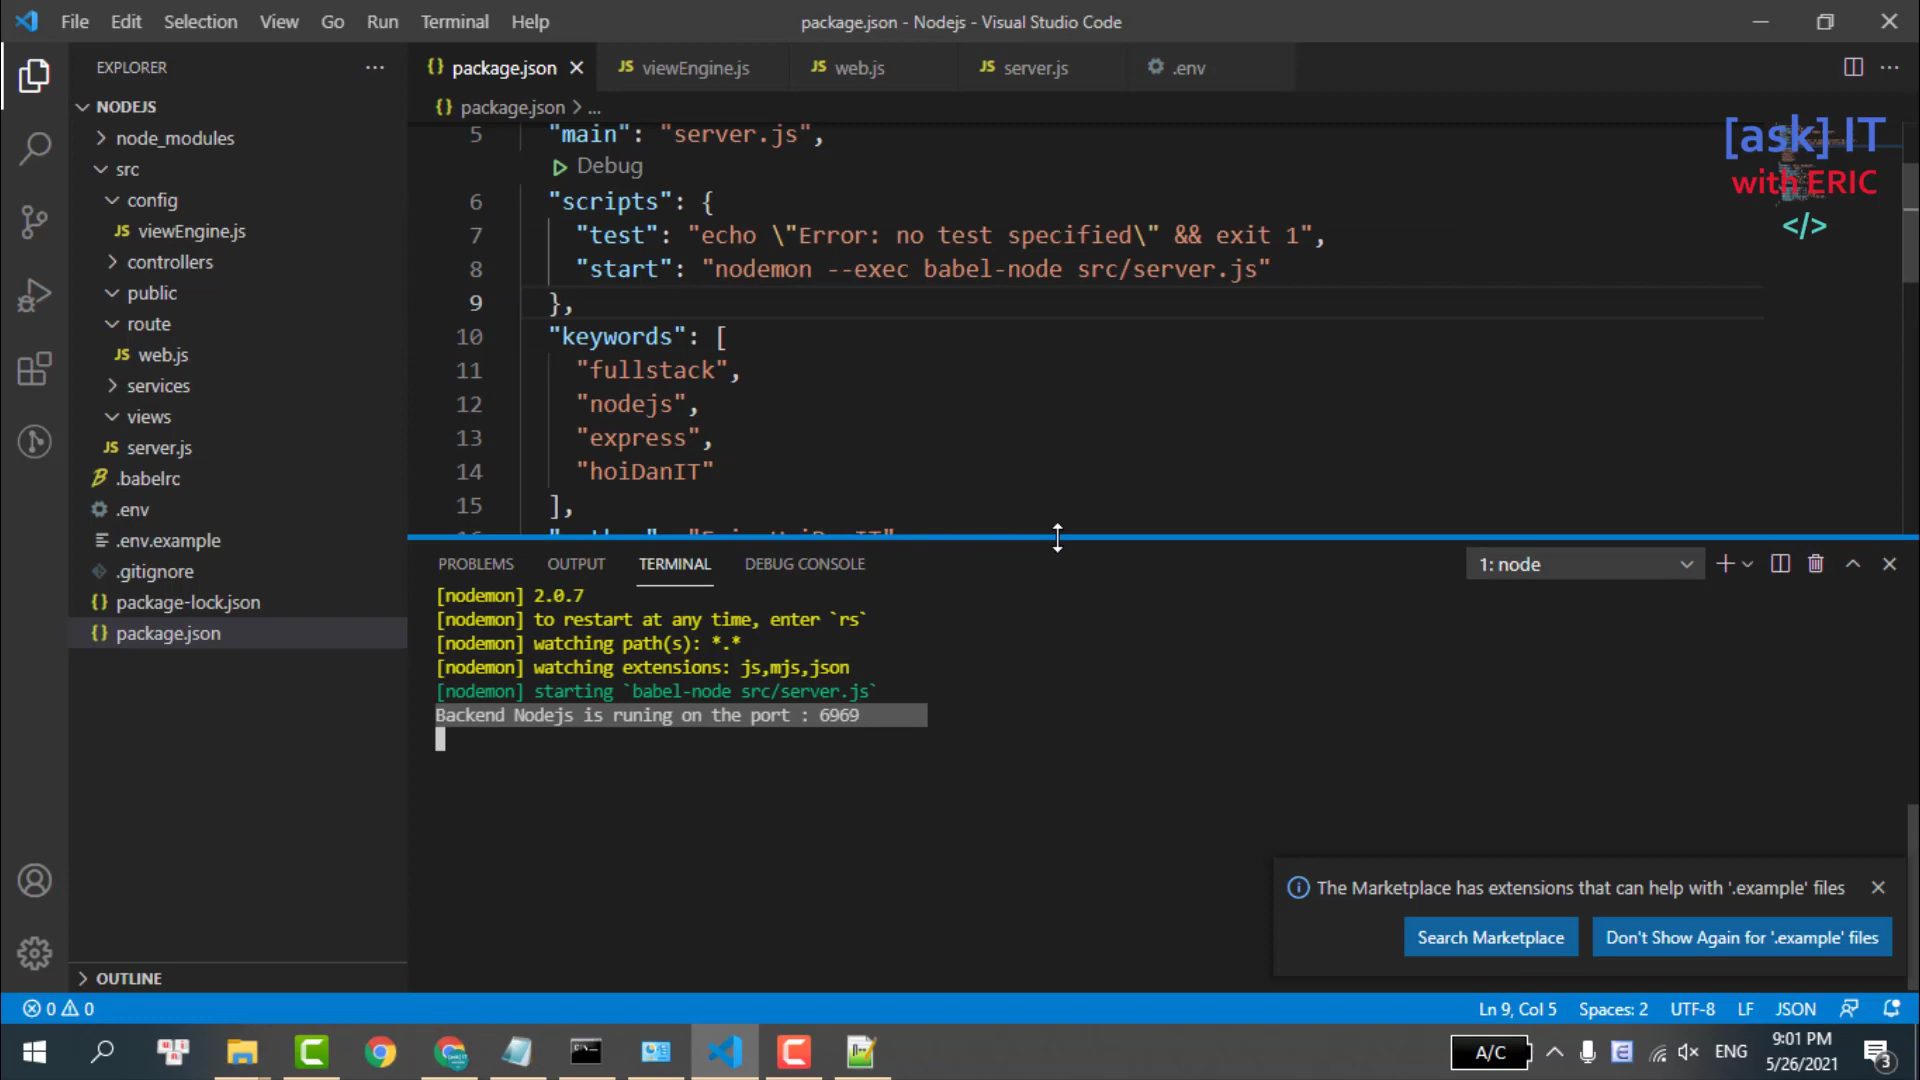 File Edit Selection View Go Run Terminal Help
package.json - Nodejs - Visual Studio Code
EXPLORER
NODEJS
node_modules
src
config
JS viewEngine.js
controllers
public
route
JS web.js
services
views
JS server.js
.babelrc
.env
.env.example
.gitignore
{} package-lock.json
{} package.json
OUTLINE
{} package.json JS viewEngine.js JS web.js JS server.js .env
{} package.json > ...
5 "main": "server.js",
Debug
6 "scripts": {
7 "test": "echo \"Error: no test specified\" && exit 1",
8 "start": "nodemon --exec babel-node src/server.js"
9 },
10 "keywords": [
11 "fullstack",
12 "nodejs",
13 "express",
14 "hoiDanIT"
15 ],
[ask] IT
with ERIC
</>
PROBLEMS OUTPUT TERMINAL DEBUG CONSOLE
1: node
[nodemon] 2.0.7
[nodemon] to restart at any time, enter `rs`
[nodemon] watching path(s): *.*
[nodemon] watching extensions: js,mjs,json
[nodemon] starting `babel-node src/server.js`
Backend Nodejs is runing on the port : 6969
The Marketplace has extensions that can help with '.example' files
Search Marketplace
Don't Show Again for '.example' files
0 0
Ln 9, Col 5 Spaces: 2 UTF-8 LF JSON
A/C
ENG
9:01 PM
5/26/2021
3